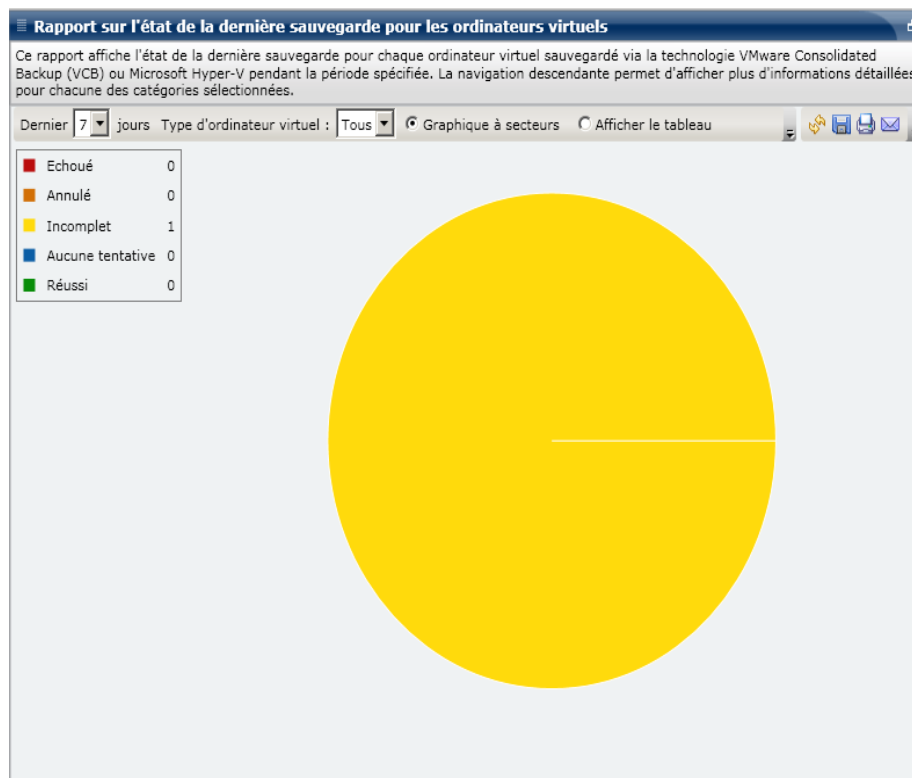 Rapport sur l'état de la dernière sauvegarde pour les ordinateurs virtuels
Ce rapport affiche l'état de la dernière sauvegarde pour chaque ordinateur virtuel sauvegardé via la technologie VMware Consolidated
Backup (VCB) ou Microsoft Hyper-V pendant la période spécifiée. La navigation descendante permet d'afficher plus d'informations détaillées
pour chacune des catégories sélectionnées.
Dernier 7 jours Type d'ordinateur virtuel : Tous Graphique à secteurs Afficher le tableau
Echoué 0
Annulé 0
Incomplet 1
Aucune tentative 0
Réussi 0